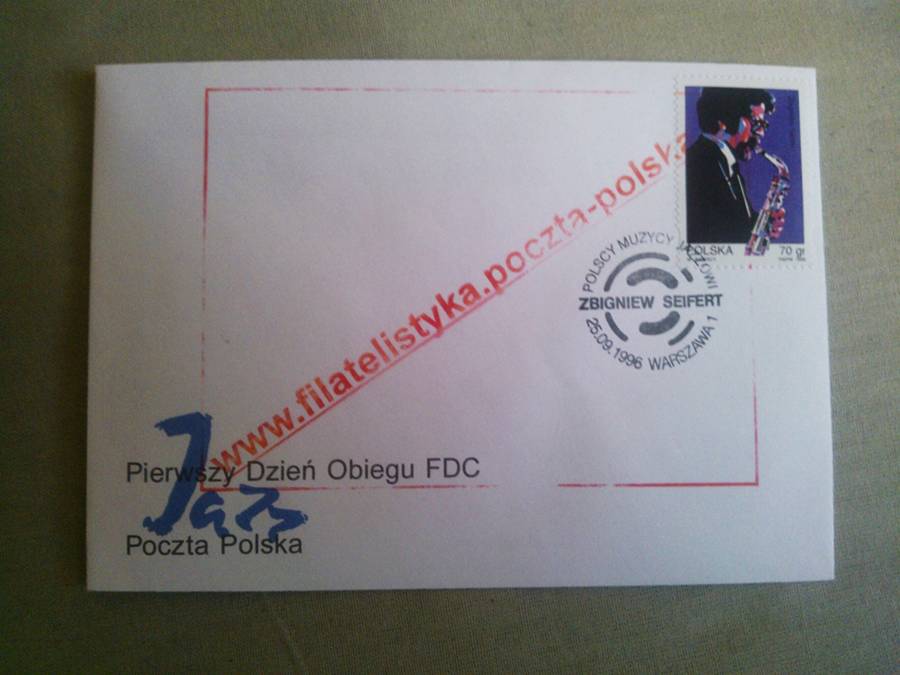 www.filatelistyka.poczta-polska
POLSKA 70 gr
POLSCY MUZYCY JAZZOWI
ZBIGNIEW SEIFERT
25.09.1996 WARSZAWA 1
Pierwszy Dzień Obiegu FDC
Jazz
Poczta Polska